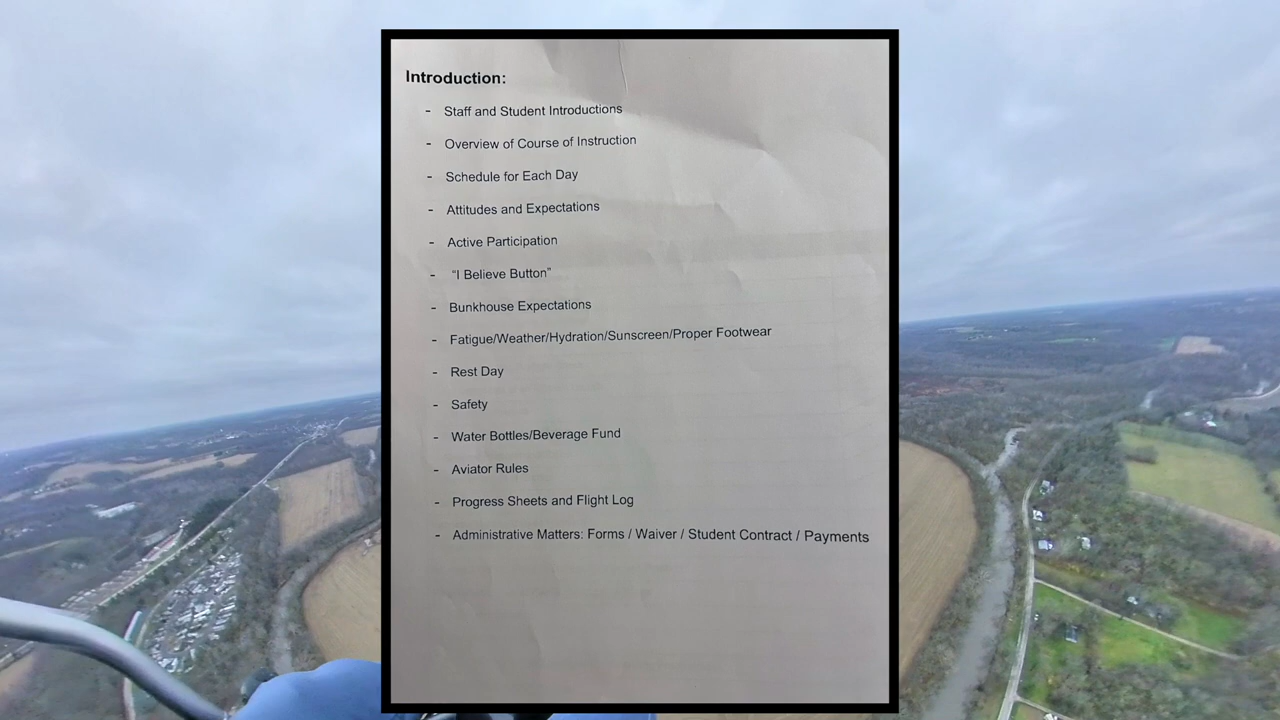 Introduction:
- Staff and Student Introductions
- Overview of Course of Instruction
- Schedule for Each Day
- Attitudes and Expectations
- Active Participation
- “I Believe Button”
- Bunkhouse Expectations
- Fatigue/Weather/Hydration/Sunscreen/Proper Footwear
- Rest Day
- Safety
- Water Bottles/Beverage Fund
- Aviator Rules
- Progress Sheets and Flight Log
- Administrative Matters: Forms / Waiver / Student Contract / Payments